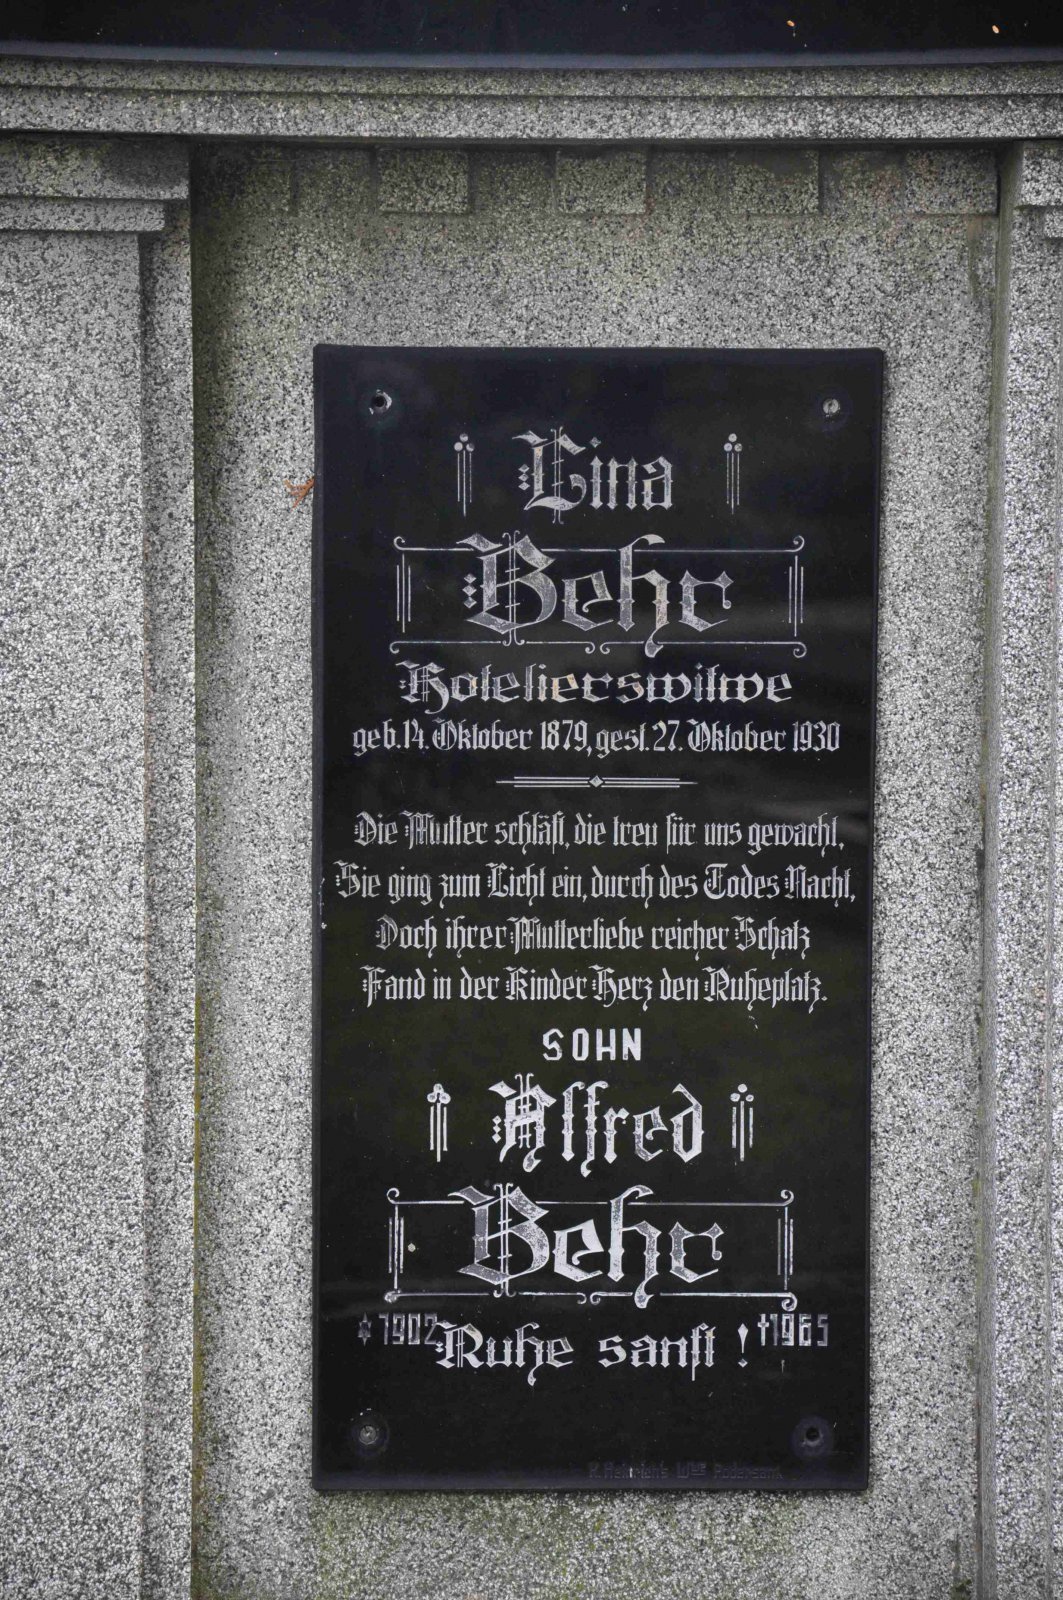 Lina
Behr
Hotelierswitwe
geb. 14. Oktober 1879, gest. 27. Oktober 1930
Die Mutter schläft, die treu für uns gewacht,
Sie ging zum Licht ein, durch des Todes Nacht,
Doch ihrer Mutterliebe reicher Schatz
Fand in der Kinder Herz den Ruheplatz.
SOHN
Alfred
Behr
* 1902 Ruhe sanft ! † 1965
Wwe Podersam